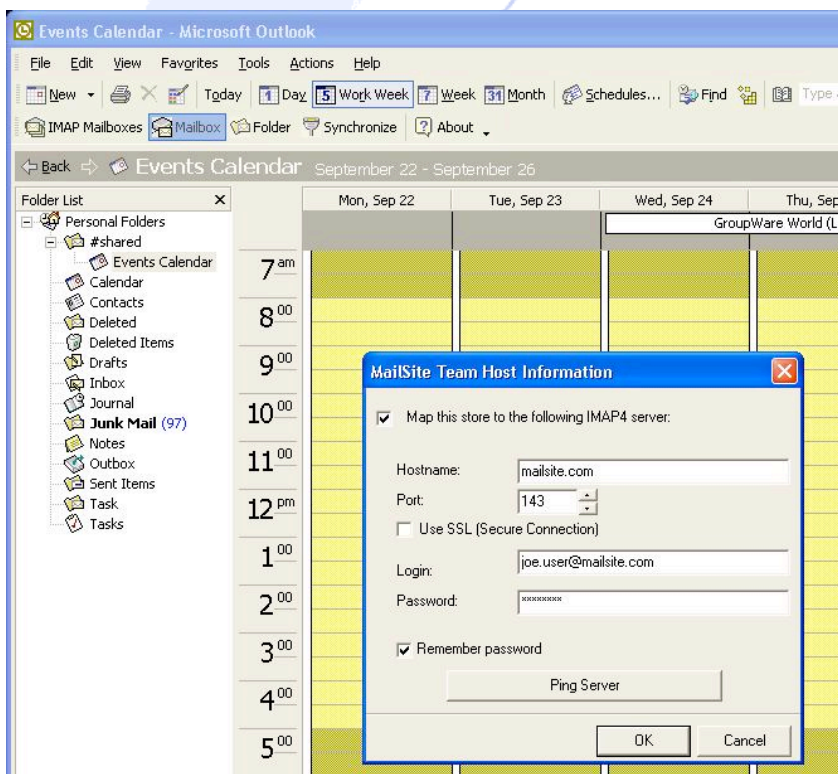 Events Calendar - Microsoft Outlook
File Edit View Favorites Tools Actions Help
New Today 1 Day 5 Work Week 7 Week 31 Month Schedules... Find Type
IMAP Mailboxes Mailbox Folder Synchronize ? About
Back Events Calendar September 22 - September 26
Folder List
Personal Folders
#shared
Events Calendar
Calendar
Contacts
Deleted
Deleted Items
Drafts
Inbox
Journal
Junk Mail (97)
Notes
Outbox
Sent Items
Task
Tasks
Mon, Sep 22 Tue, Sep 23 Wed, Sep 24 Thu, Sep
GroupWare World (L
7 am
8 00
9 00
10 00
11 00
12 pm
1 00
2 00
3 00
4 00
5 00
MailSite Team Host Information
Map this store to the following IMAP4 server:
Hostname: mailsite.com
Port: 143
Use SSL (Secure Connection)
Login: joe.user@mailsite.com
Password: ********
Remember password
Ping Server
OK Cancel